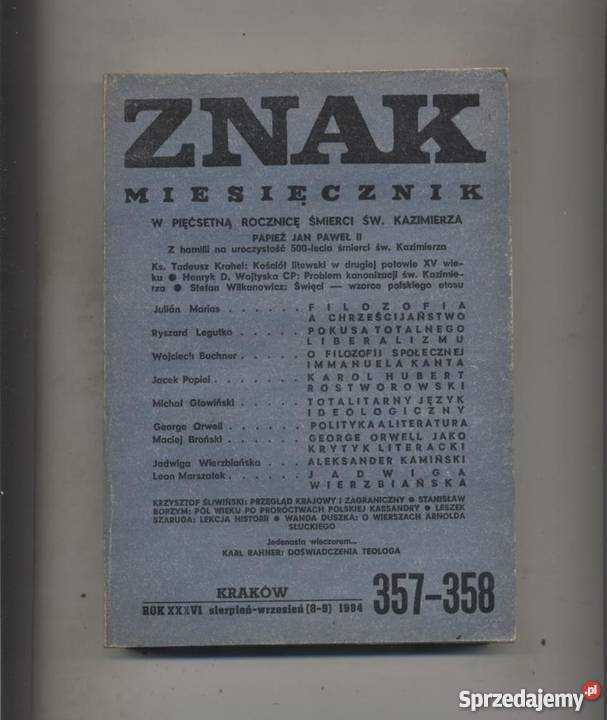 ZNAK
MIESIĘCZNIK
W PIĘĆSETNĄ ROCZNICĘ ŚMIERCI ŚW. KAZIMIERZA
PAPIEŻ JAN PAWEŁ II
Z homilii na uroczystość 500-lecia śmierci św. Kazimierza
Ks. Tadeusz Krahel: Kościół litewski w drugiej połowie XV wie-
ku ● Henryk D. Wojtyska CP: Problem kanonizacji św. Kazimie-
rza ● Stefan Wilkanowicz: Święci — wzorce polskiego etosu
Julián Marías . . . . . . FILOZOFIA
A CHRZEŚCIJAŃSTWO
Ryszard Legutko . . . . . POKUSA TOTALNEGO
LIBERALIZMU
Wojciech Buchner . . . . . O FILOZOFII SPOŁECZNEJ
IMMANUELA KANTA
Jacek Popiel . . . . . . . KAROL HUBERT
ROSTWOROWSKI
Michał Głowiński . . . . . TOTALITARNY JĘZYK
IDEOLOGICZNY
George Orwell . . . . . . POLITYKA A LITERATURA
Maciej Broński . . . . . . GEORGE ORWELL JAKO
KRYTYK LITERACKI
Jadwiga Wierzbiańska . . . . ALEKSANDER KAMIŃSKI
Leon Marszałek . . . . . . JADWIGA
WIERZBIAŃSKA
KRZYSZTOF ŚLIWIŃSKI: PRZEGLĄD KRAJOWY I ZAGRANICZNY ● STANISŁAW
BORZYM: PÓŁ WIEKU PO PROROCTWACH POLSKIEJ KASSANDRY ● LESZEK
SZARUGA: LEKCJA HISTORII ● WANDA DUSZKA: O WIERSZACH ARNOLDA
SŁUCKIEGO
Jedenasta wieczorem...
KARL RAHNER: DOŚWIADCZENIA TEOLOGA
KRAKÓW
ROK XXXVI sierpień-wrzesień (8-9) 1984 357-358
Sprzedajemy.pl